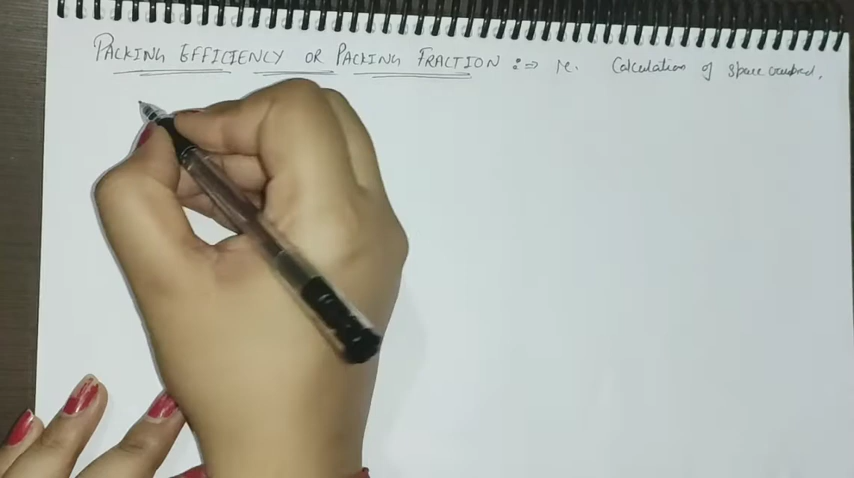 PACKING EFFICIENCY OR PACKING FRACTION :⇒ Calculation of space occupied.